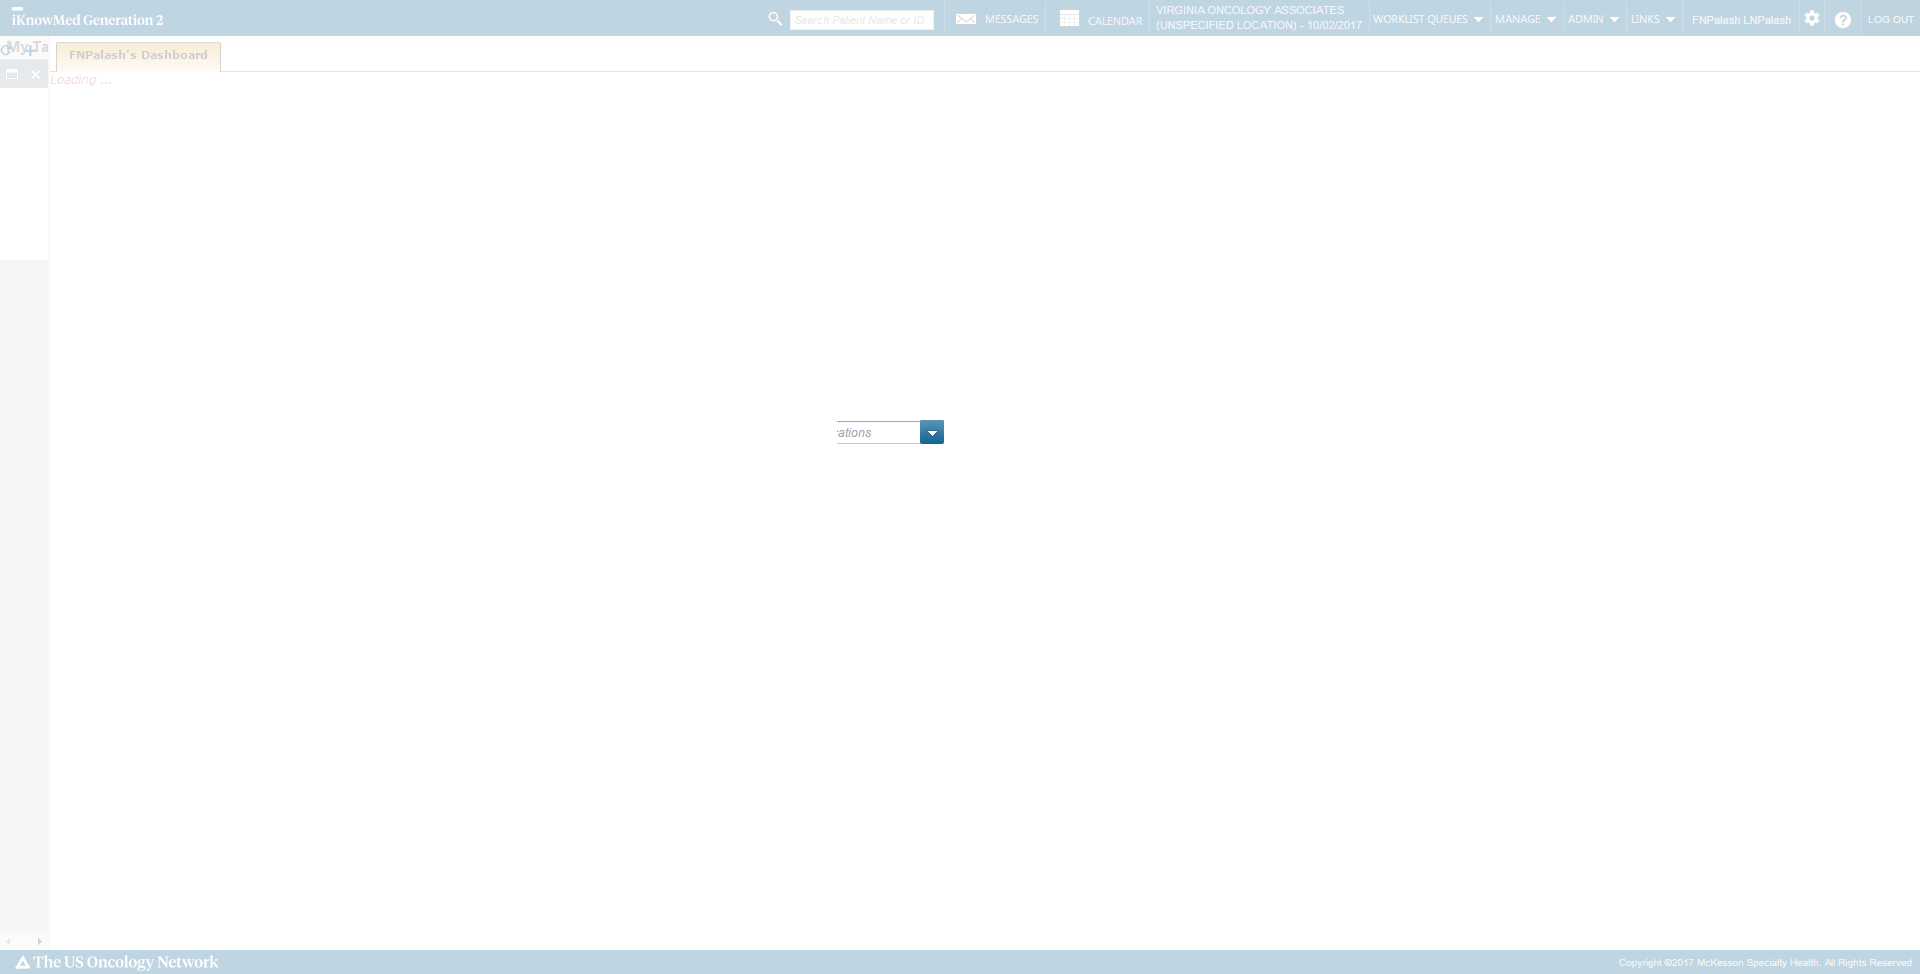 iKnowMed Generation 2
Search Patient Name or ID
MESSAGES
CALENDAR
VIRGINIA ONCOLOGY ASSOCIATES
(UNSPECIFIED LOCATION) - 10/02/2017
WORKLIST QUEUES
MANAGE
ADMIN
LINKS
FNPalash LNPalash
LOG OUT
My Ta
FNPalash's Dashboard
Loading ...
ations
The US Oncology Network
Copyright ©2017 McKesson Specialty Health. All Rights Reserved